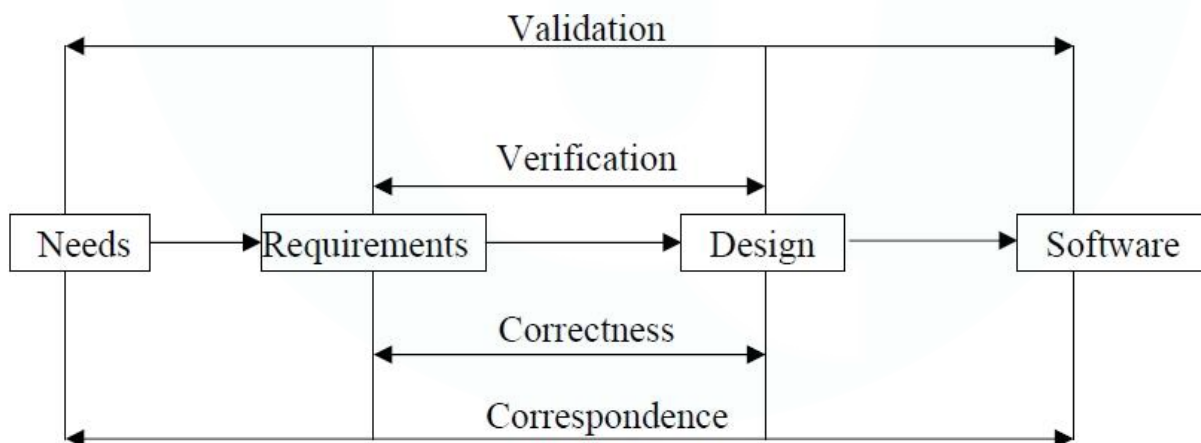 Validation
Verification
Needs
Requirements
Design
Software
Correctness
Correspondence